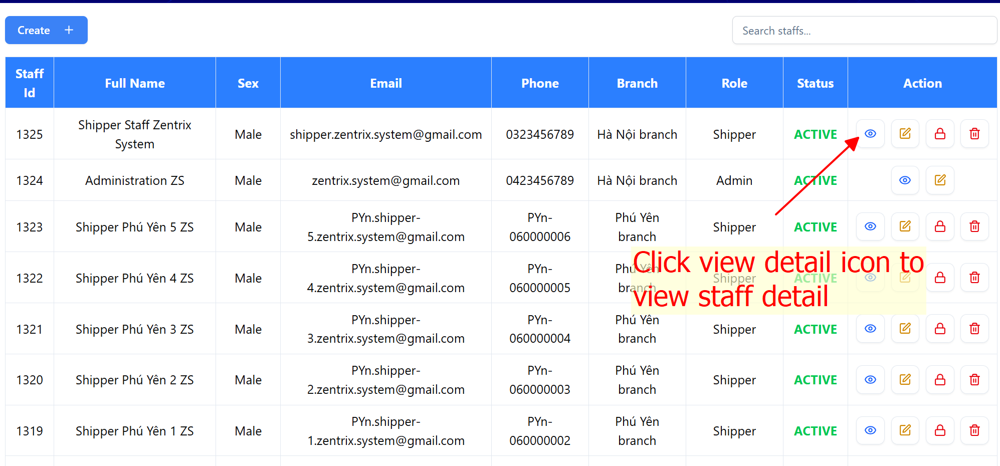 Create +
Search staffs...
Staff Id Full Name Sex Email Phone Branch Role Status Action
1325 Shipper Staff Zentrix System Male shipper.zentrix.system@gmail.com 0323456789 Hà Nội branch Shipper ACTIVE
1324 Administration ZS Male zentrix.system@gmail.com 0423456789 Hà Nội branch Admin ACTIVE
1323 Shipper Phú Yên 5 ZS Male PYn.shipper-5.zentrix.system@gmail.com PYn-060000006 Phú Yên branch Shipper ACTIVE
1322 Shipper Phú Yên 4 ZS Male PYn.shipper-4.zentrix.system@gmail.com PYn-060000005 Phú Yên branch Shipper ACTIVE
Click view detail icon to
view staff detail
1321 Shipper Phú Yên 3 ZS Male PYn.shipper-3.zentrix.system@gmail.com PYn-060000004 Phú Yên branch Shipper ACTIVE
1320 Shipper Phú Yên 2 ZS Male PYn.shipper-2.zentrix.system@gmail.com PYn-060000003 Phú Yên branch Shipper ACTIVE
1319 Shipper Phú Yên 1 ZS Male PYn.shipper-1.zentrix.system@gmail.com PYn-060000002 Phú Yên branch Shipper ACTIVE